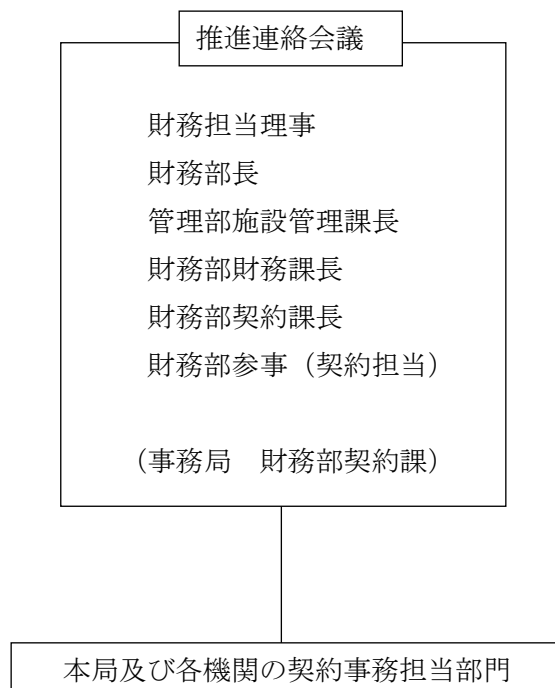 推進連絡会議
財務担当理事
財務部長
管理部施設管理課長
財務部財務課長
財務部契約課長
財務部参事（契約担当）
（事務局　財務部契約課）
本局及び各機関の契約事務担当部門